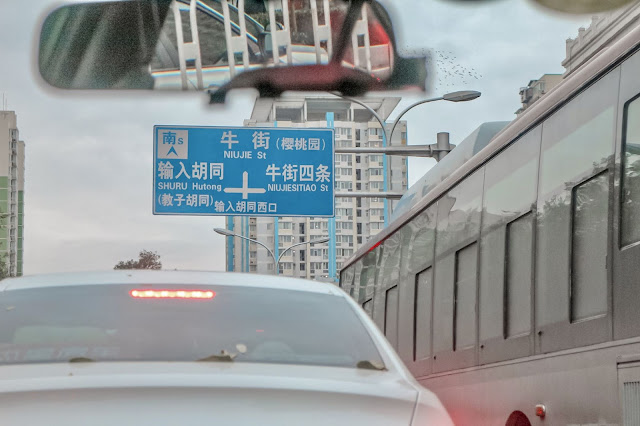 南S
牛街(樱桃园)
NIUJIE St
输入胡同
SHURU Hutong
牛街四条
NIUJIESITIAO St
(教子胡同)
输入胡同西口